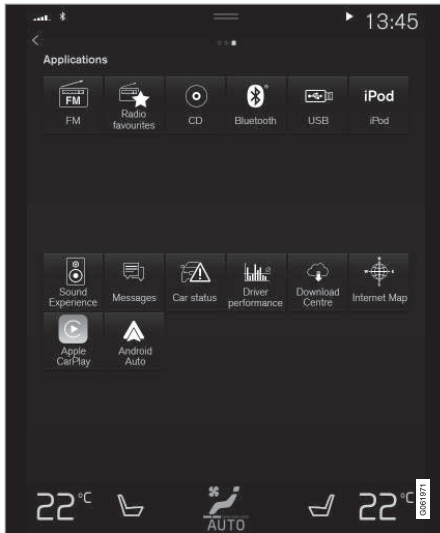 13:45
Applications
FM
FM
Radio
favourites
CD
Bluetooth
USB
iPod
iPod
Sound
Experience
Messages
Car status
Driver
performance
Download
Centre
Internet Map
Apple
CarPlay
Android
Auto
22°C
AUTO
22°C
G061971